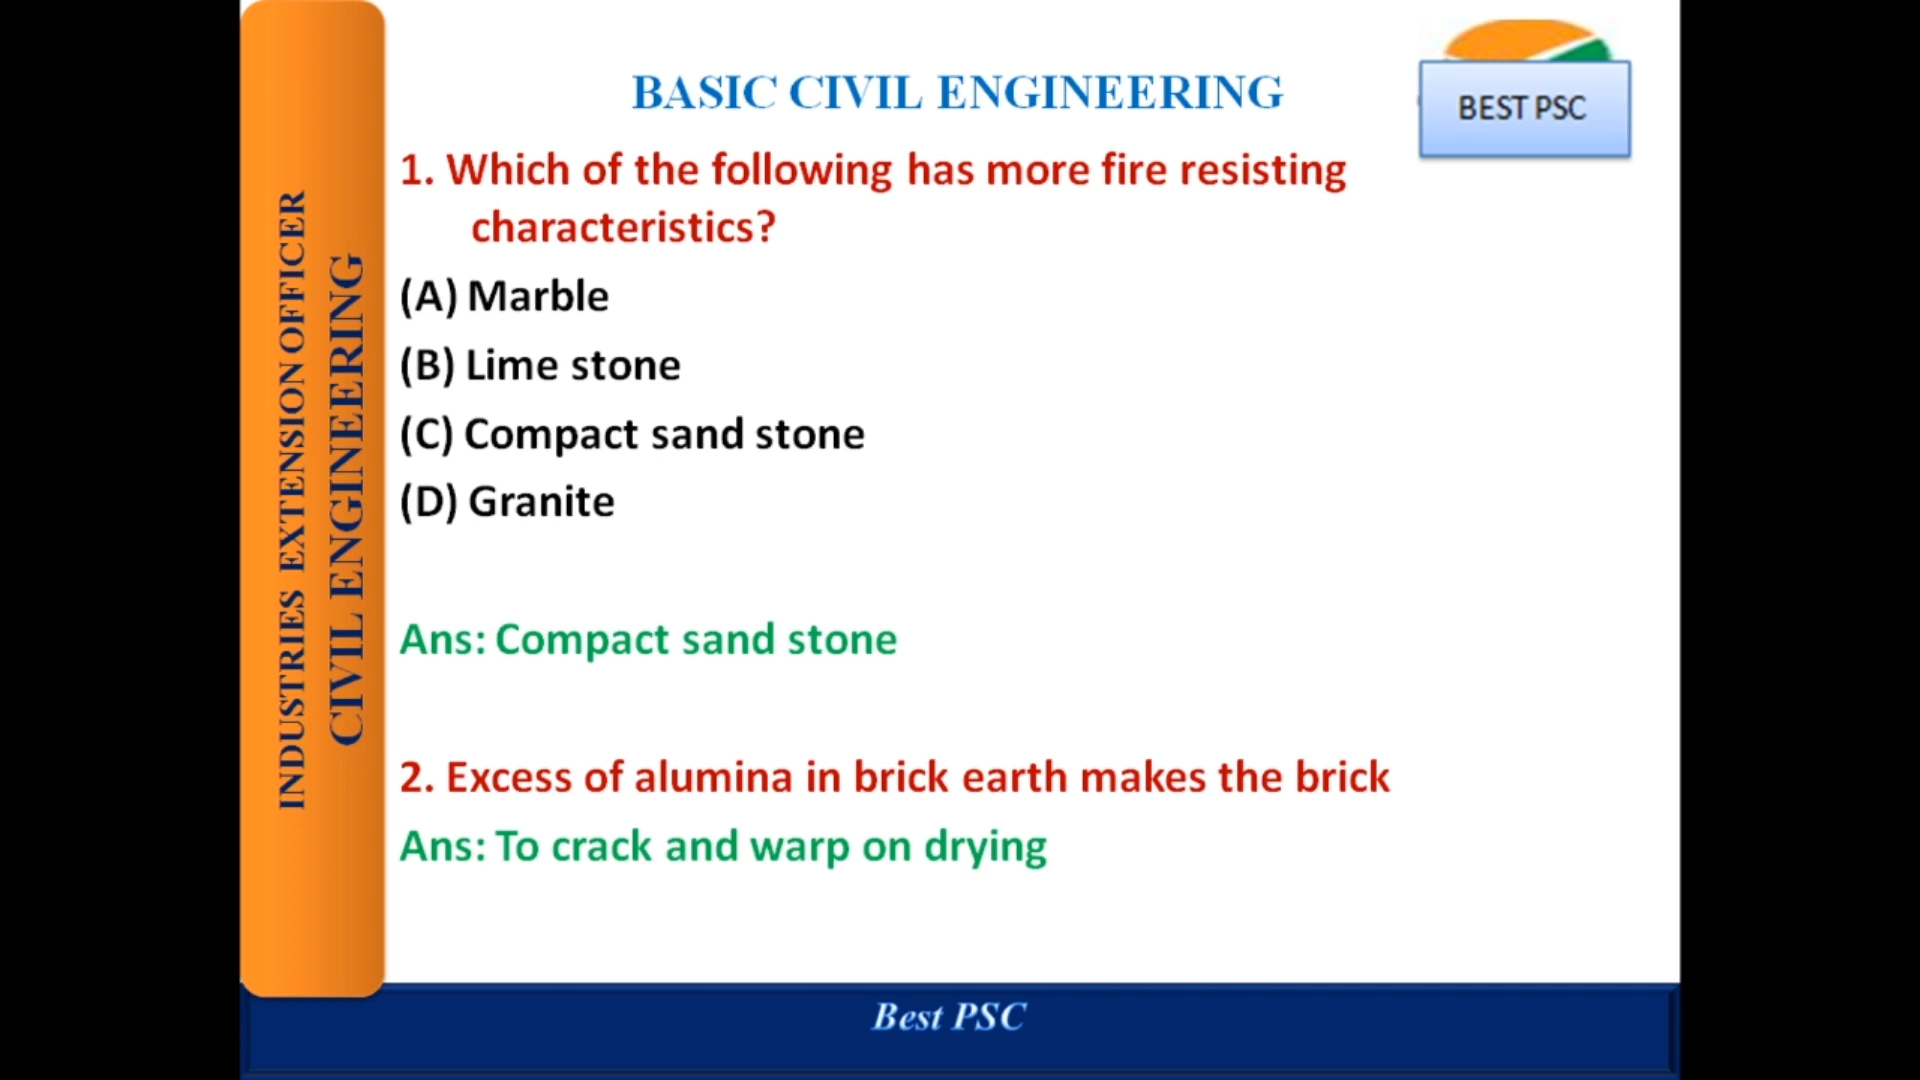 INDUSTRIES EXTENSION OFFICER
CIVIL ENGINEERING
BASIC CIVIL ENGINEERING
BEST PSC
1. Which of the following has more fire resisting
characteristics?
(A) Marble
(B) Lime stone
(C) Compact sand stone
(D) Granite
Ans: Compact sand stone
2. Excess of alumina in brick earth makes the brick
Ans: To crack and warp on drying
Best PSC